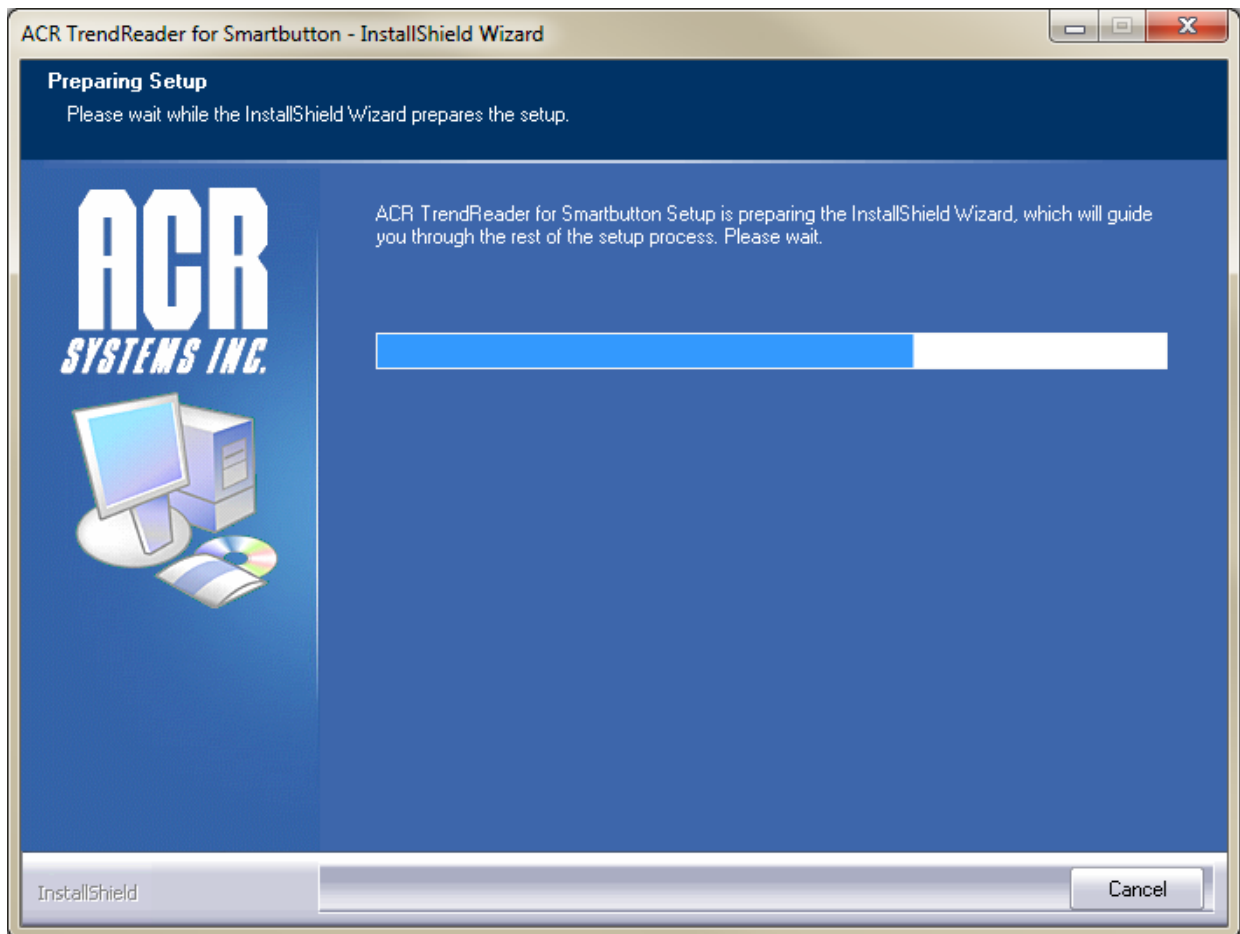 ACR TrendReader for Smartbutton - InstallShield Wizard
Preparing Setup
Please wait while the InstallShield Wizard prepares the setup.
ACR
SYSTEMS INC.
ACR TrendReader for Smartbutton Setup is preparing the InstallShield Wizard, which will guide
you through the rest of the setup process. Please wait.
InstallShield
Cancel